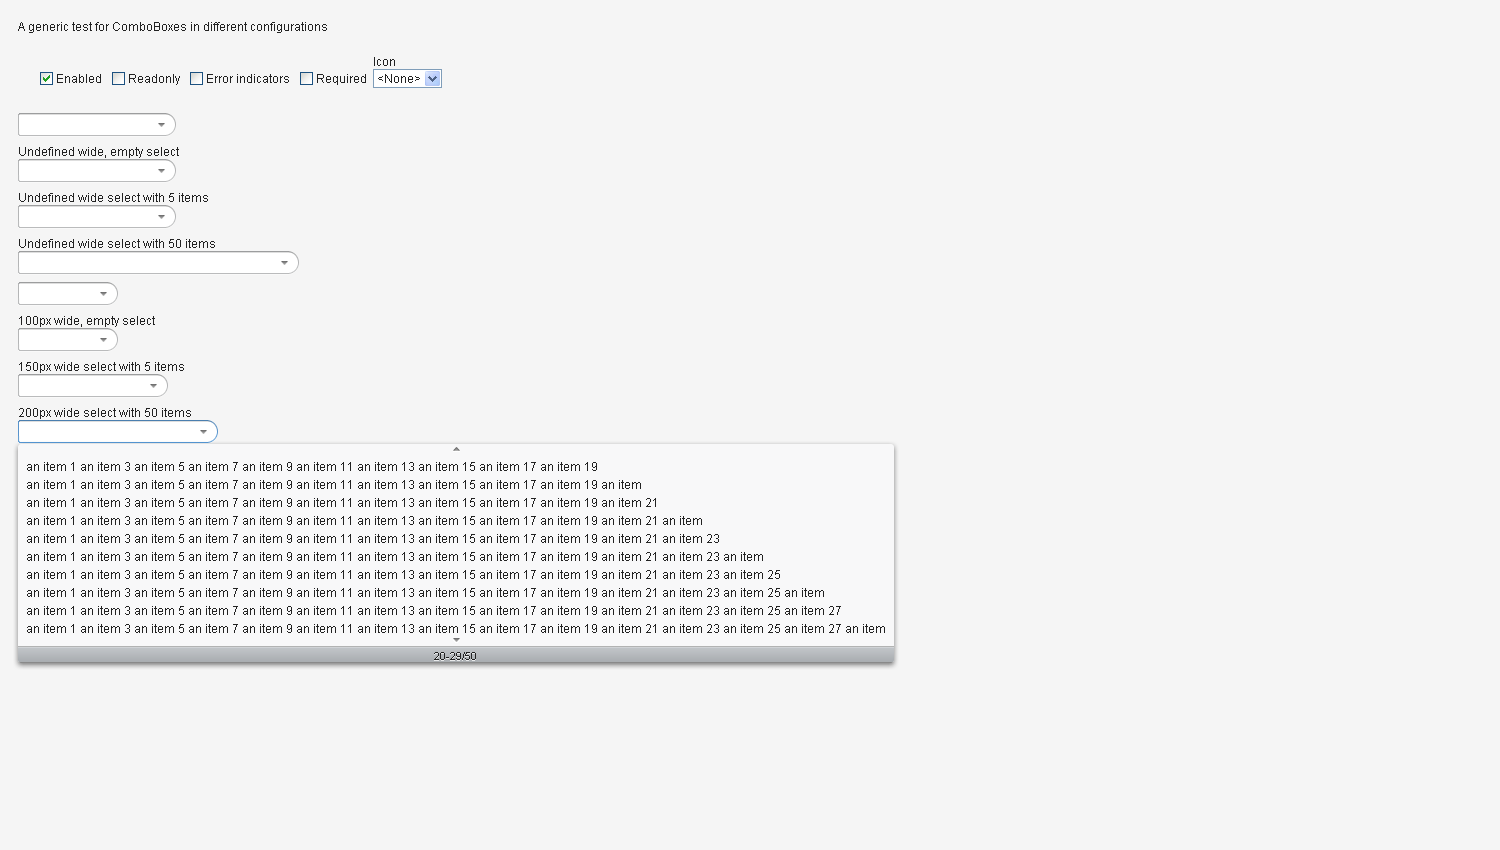 A generic test for ComboBoxes in different configurations
Icon
Enabled Readonly Error indicators Required <None>
Undefined wide, empty select
Undefined wide select with 5 items
Undefined wide select with 50 items
100px wide, empty select
150px wide select with 5 items
200px wide select with 50 items
an item 1 an item 3 an item 5 an item 7 an item 9 an item 11 an item 13 an item 15 an item 17 an item 19
an item 1 an item 3 an item 5 an item 7 an item 9 an item 11 an item 13 an item 15 an item 17 an item 19 an item
an item 1 an item 3 an item 5 an item 7 an item 9 an item 11 an item 13 an item 15 an item 17 an item 19 an item 21
an item 1 an item 3 an item 5 an item 7 an item 9 an item 11 an item 13 an item 15 an item 17 an item 19 an item 21 an item
an item 1 an item 3 an item 5 an item 7 an item 9 an item 11 an item 13 an item 15 an item 17 an item 19 an item 21 an item 23
an item 1 an item 3 an item 5 an item 7 an item 9 an item 11 an item 13 an item 15 an item 17 an item 19 an item 21 an item 23 an item
an item 1 an item 3 an item 5 an item 7 an item 9 an item 11 an item 13 an item 15 an item 17 an item 19 an item 21 an item 23 an item 25
an item 1 an item 3 an item 5 an item 7 an item 9 an item 11 an item 13 an item 15 an item 17 an item 19 an item 21 an item 23 an item 25 an item
an item 1 an item 3 an item 5 an item 7 an item 9 an item 11 an item 13 an item 15 an item 17 an item 19 an item 21 an item 23 an item 25 an item 27
an item 1 an item 3 an item 5 an item 7 an item 9 an item 11 an item 13 an item 15 an item 17 an item 19 an item 21 an item 23 an item 25 an item 27 an item
20-29/50